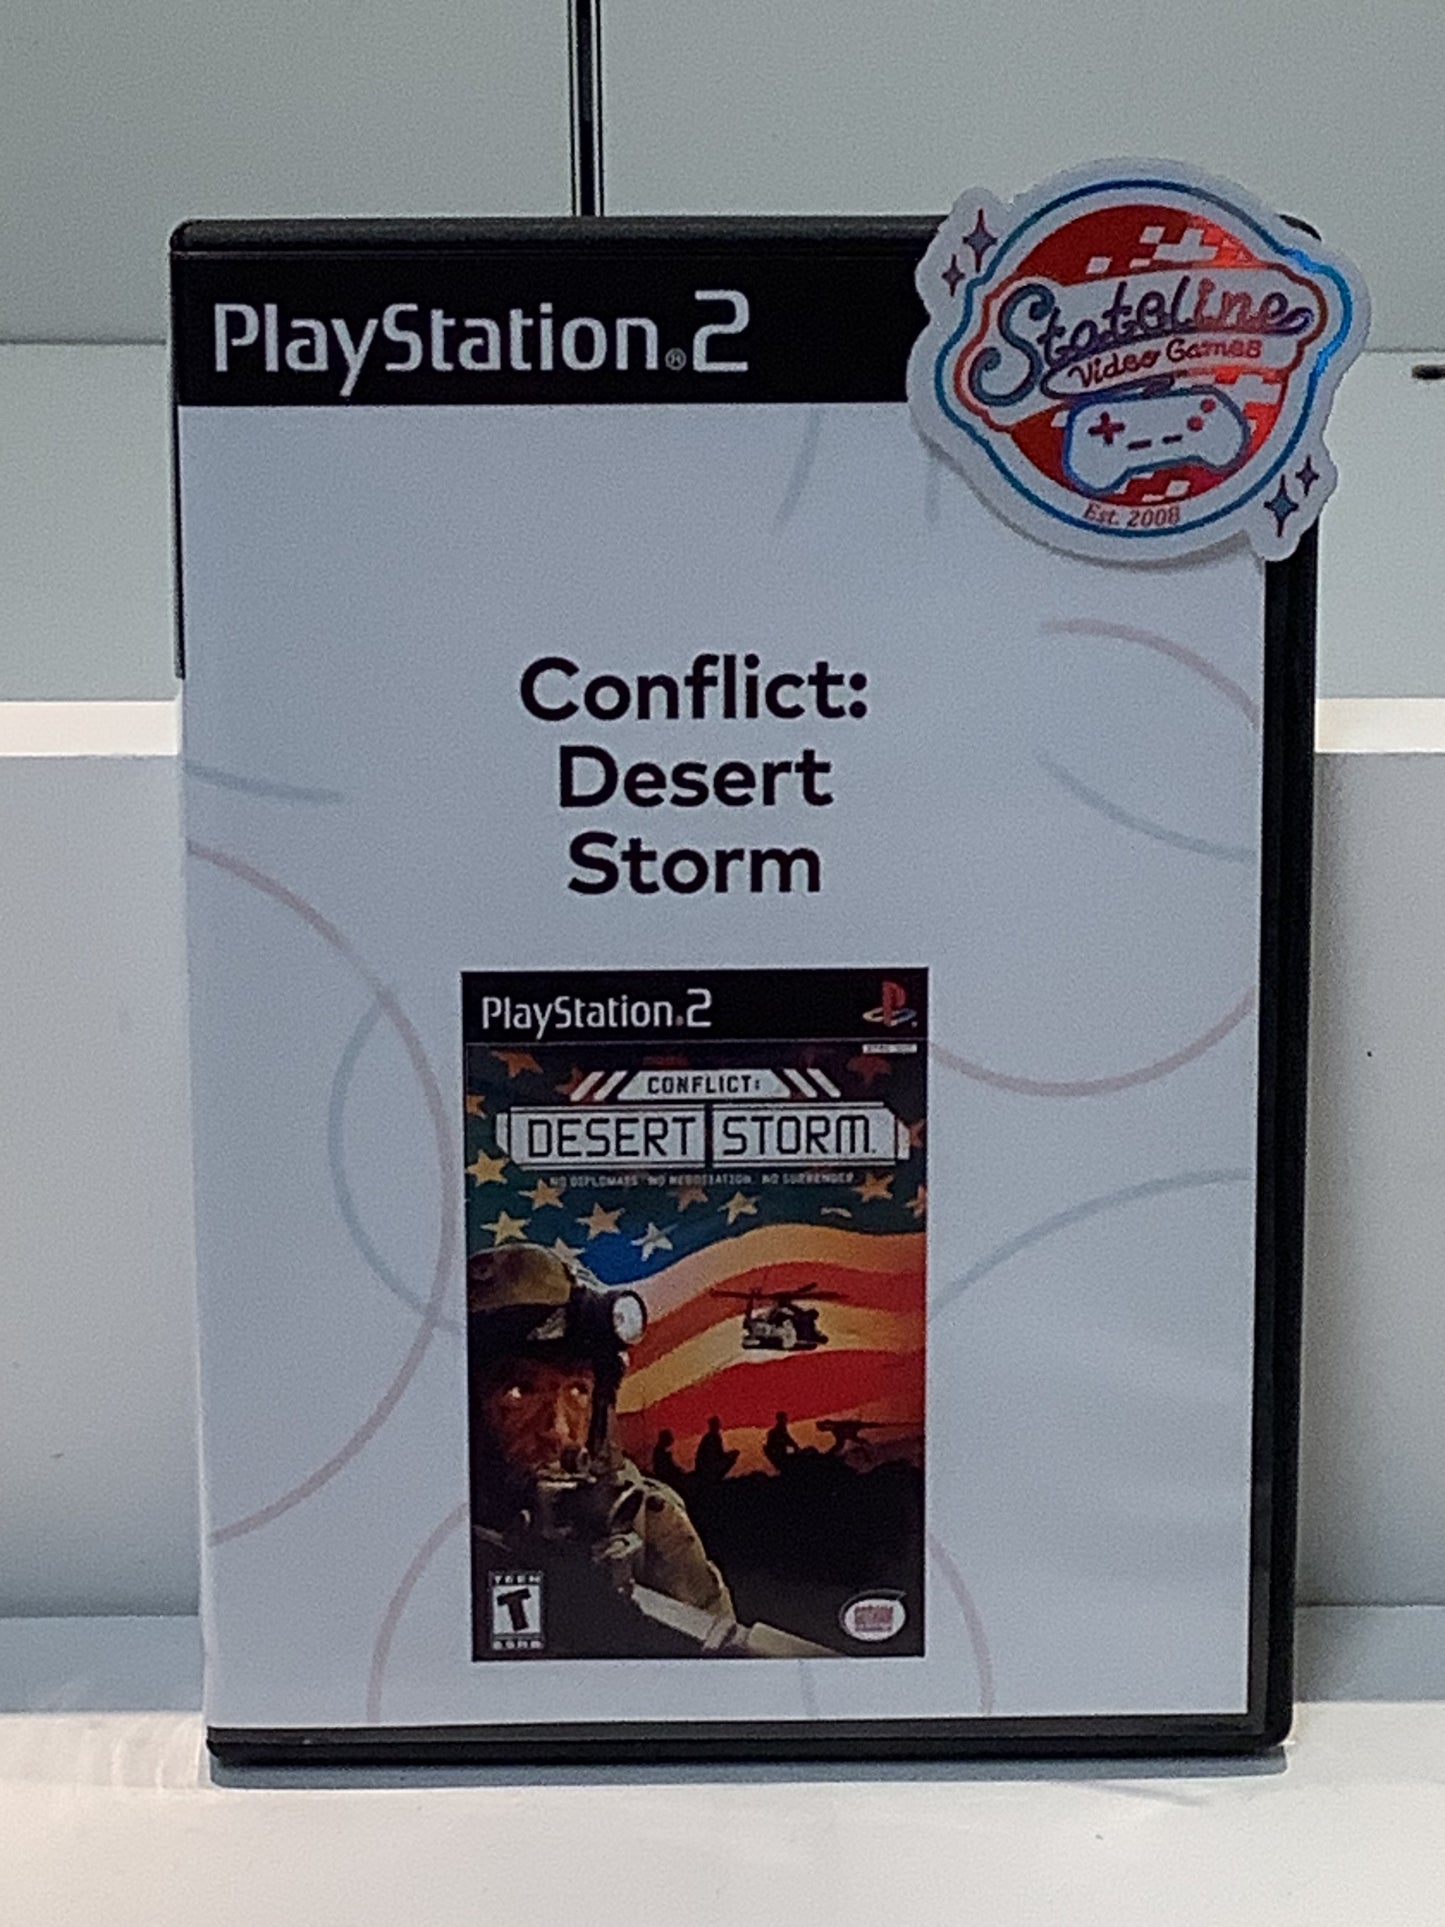 PlayStation®2
Stateline
Video Games
Est. 2008
Conflict:
Desert
Storm
PlayStation®2
CONFLICT:
DESERT STORM
NO DIPLOMATS. NO NEGOTIATION. NO SURRENDER.
TEEN
T
ESRB